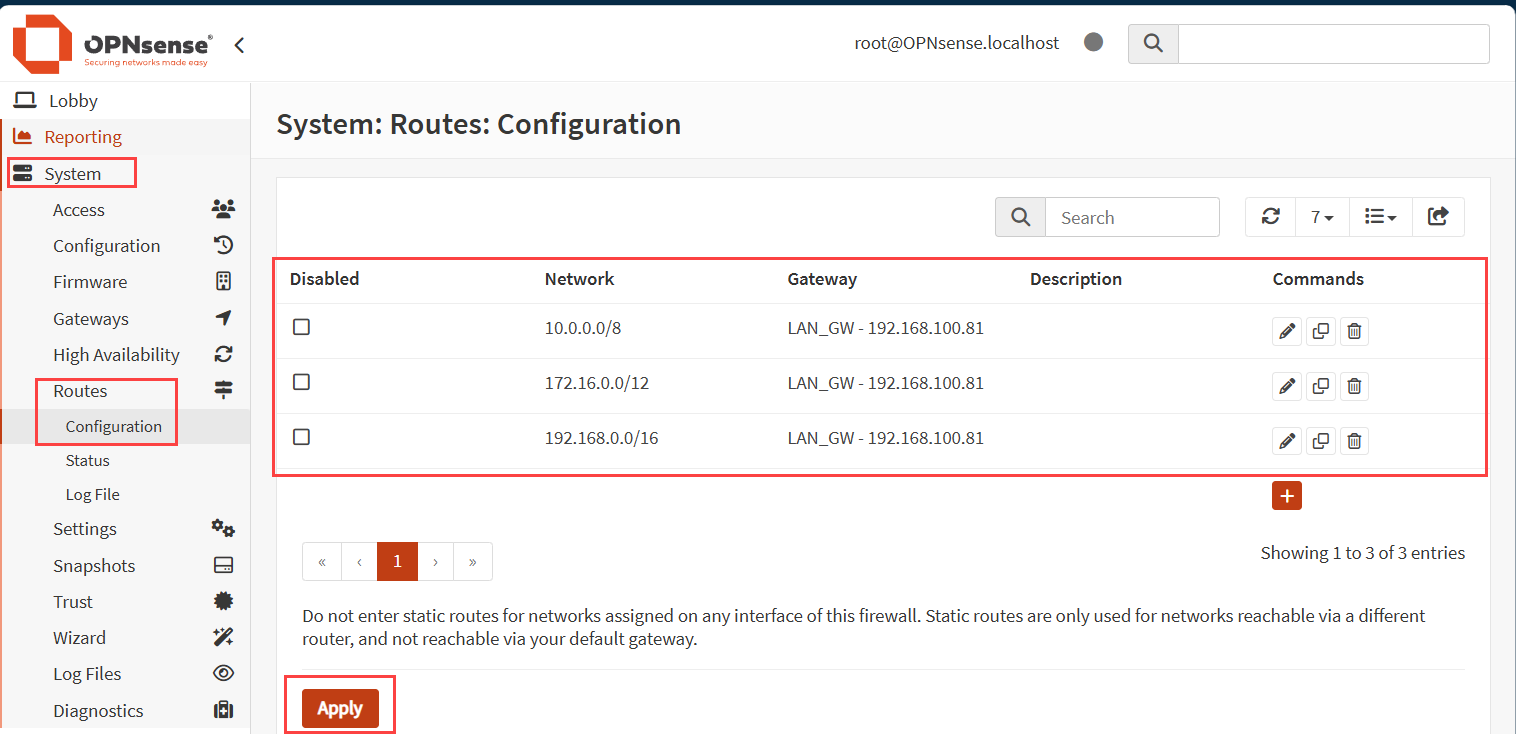 OPNsense®
Securing networks made easy
root@OPNsense.localhost
Lobby
Reporting
System
Access
Configuration
Firmware
Gateways
High Availability
Routes
Configuration
Status
Log File
Settings
Snapshots
Trust
Wizard
Log Files
Diagnostics
System: Routes: Configuration
Search
7
Disabled Network Gateway Description Commands
10.0.0.0/8 LAN_GW - 192.168.100.81
172.16.0.0/12 LAN_GW - 192.168.100.81
192.168.0.0/16 LAN_GW - 192.168.100.81
+
« ‹ 1 › »
Showing 1 to 3 of 3 entries
Do not enter static routes for networks assigned on any interface of this firewall. Static routes are only used for networks reachable via a different
router, and not reachable via your default gateway.
Apply